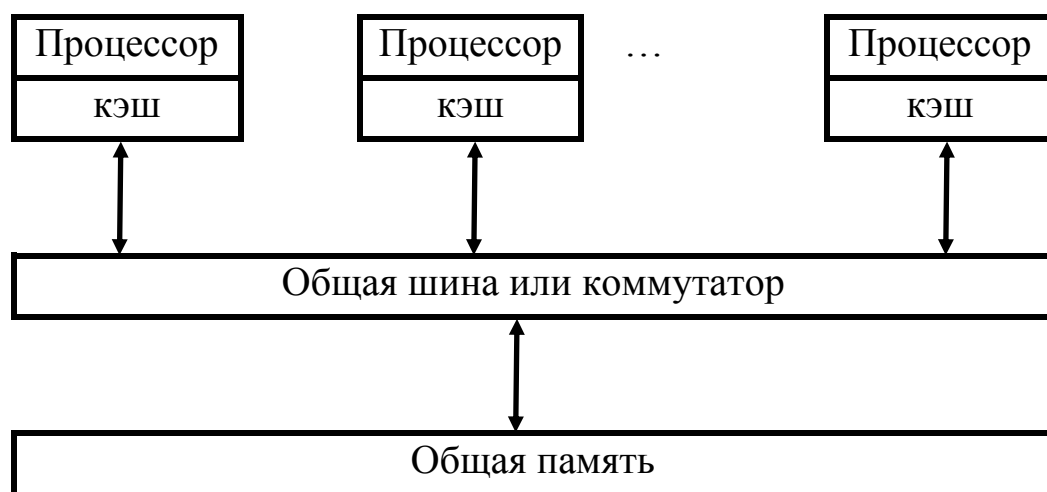 Процессор Процессор … Процессор
кэш кэш кэш
Общая шина или коммутатор
Общая память